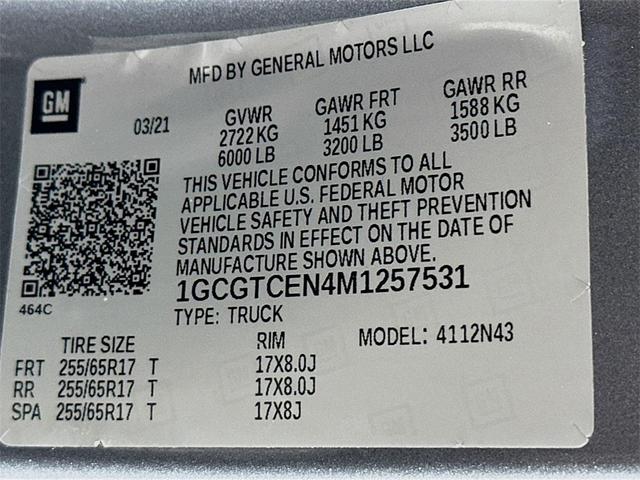 MFD BY GENERAL MOTORS LLC
GM
03/21
GVWR GAWR FRT GAWR RR
2722 KG 1451 KG 1588 KG
6000 LB 3200 LB 3500 LB
THIS VEHICLE CONFORMS TO ALL
APPLICABLE U.S. FEDERAL MOTOR
VEHICLE SAFETY AND THEFT PREVENTION
STANDARDS IN EFFECT ON THE DATE OF
MANUFACTURE SHOWN ABOVE.
1GCGTCEN4M1257531
464C
TYPE: TRUCK
TIRE SIZE RIM MODEL: 4112N43
FRT 255/65R17 T 17X8.0J
RR 255/65R17 T 17X8.0J
SPA 255/65R17 T 17X8J